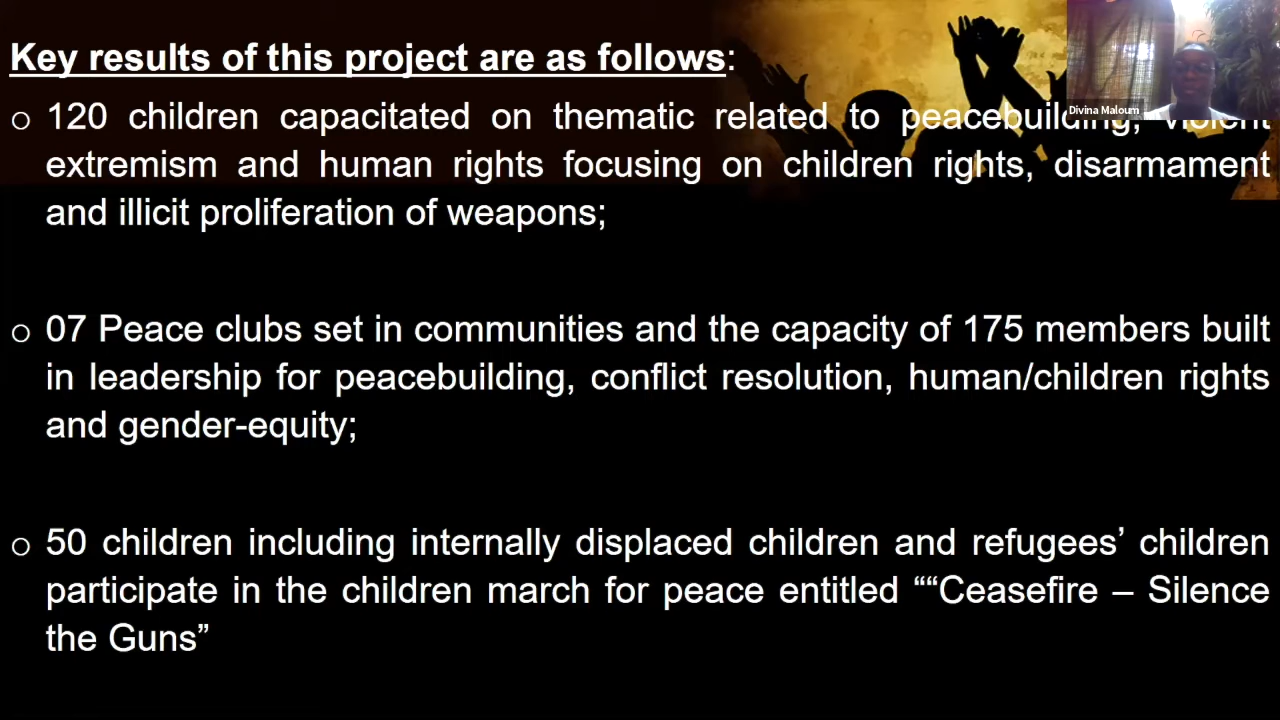 Key results of this project are as follows:
Divina Maloum
o 120 children capacitated on thematic related to peacebuilding, violent
extremism and human rights focusing on children rights, disarmament
and illicit proliferation of weapons;
o 07 Peace clubs set in communities and the capacity of 175 members built
in leadership for peacebuilding, conflict resolution, human/children rights
and gender-equity;
o 50 children including internally displaced children and refugees’ children
participate in the children march for peace entitled ““Ceasefire – Silence
the Guns”